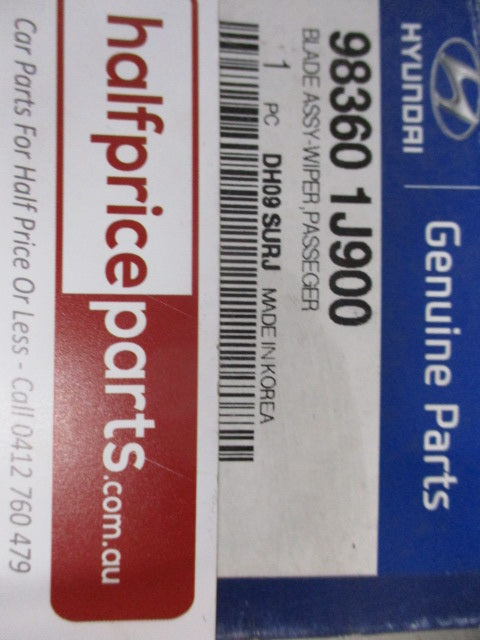 HYUNDAI
Genuine Parts
98360 1J900
BLADE ASSY-WIPER,PASSEGER
1 PC DH09 SURJ MADE IN KOREA
halfpriceparts.com.au
Car Parts For Half Price Or Less - Call 0412 760 479